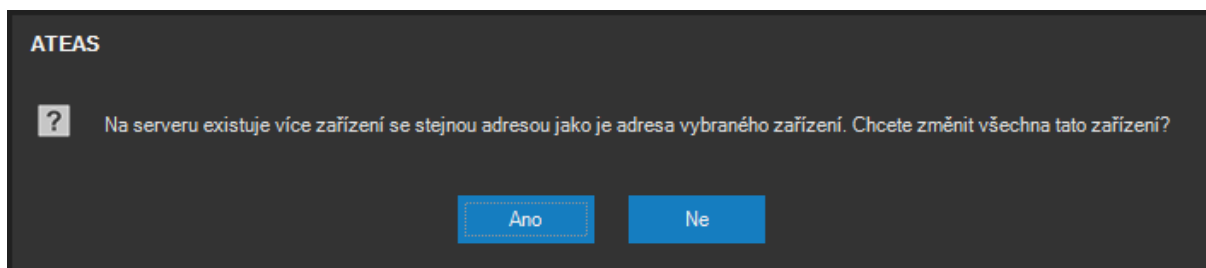 ATEAS
? Na serveru existuje více zařízení se stejnou adresou jako je adresa vybraného zařízení. Chcete změnit všechna tato zařízení?
Ano Ne